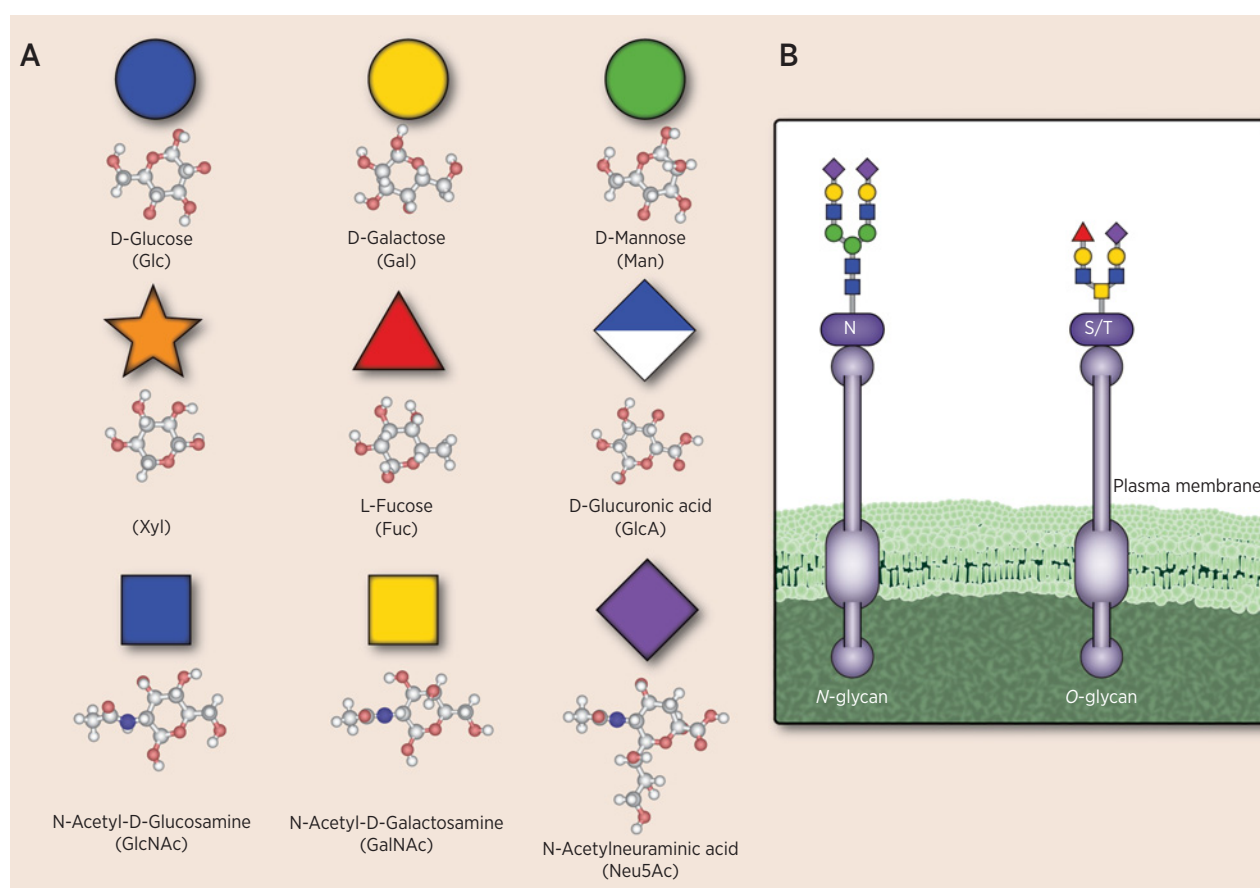 A
D-Glucose
(Glc)
D-Galactose
(Gal)
D-Mannose
(Man)
(Xyl)
L-Fucose
(Fuc)
D-Glucuronic acid
(GlcA)
N-Acetyl-D-Glucosamine
(GlcNAc)
N-Acetyl-D-Galactosamine
(GalNAc)
N-Acetylneuraminic acid
(Neu5Ac)
B
N
S/T
Plasma membrane
N-glycan
O-glycan